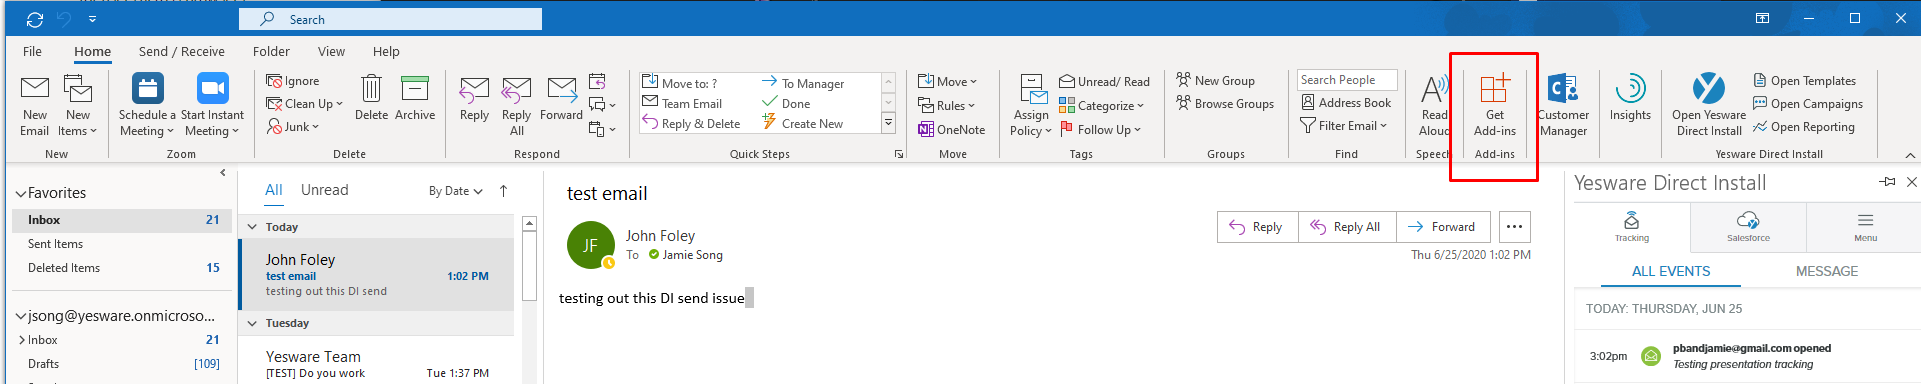 Search
File Home Send / Receive Folder View Help
New Email
New Items
New
Schedule a Meeting
Start Instant Meeting
Zoom
Ignore
Clean Up
Junk
Delete
Archive
Delete
Reply
Reply All
Forward
Respond
Move to: ?
Team Email
Reply & Delete
To Manager
Done
Create New
Quick Steps
Move
Rules
OneNote
Move
Assign Policy
Unread/ Read
Categorize
Follow Up
Tags
New Group
Browse Groups
Groups
Search People
Address Book
Filter Email
Find
Read Aloud
Speech
Get Add-ins
Add-ins
Customer Manager
Insights
Open Yesware Direct Install
Open Templates
Open Campaigns
Open Reporting
Yesware Direct Install
Favorites
Inbox 21
Sent Items
Deleted Items 15
jsong@yesware.onmicroso...
Inbox 21
Drafts [109]
All Unread By Date
Today
John Foley
test email 1:02 PM
testing out this DI send
Tuesday
Yesware Team
[TEST] Do you work Tue 1:37 PM
test email
JF
John Foley
To Jamie Song
Reply Reply All Forward
Thu 6/25/2020 1:02 PM
testing out this DI send issue
Yesware Direct Install
Tracking Salesforce Menu
ALL EVENTS MESSAGE
TODAY: THURSDAY, JUN 25
3:02pm pbandjamie@gmail.com opened
Testing presentation tracking